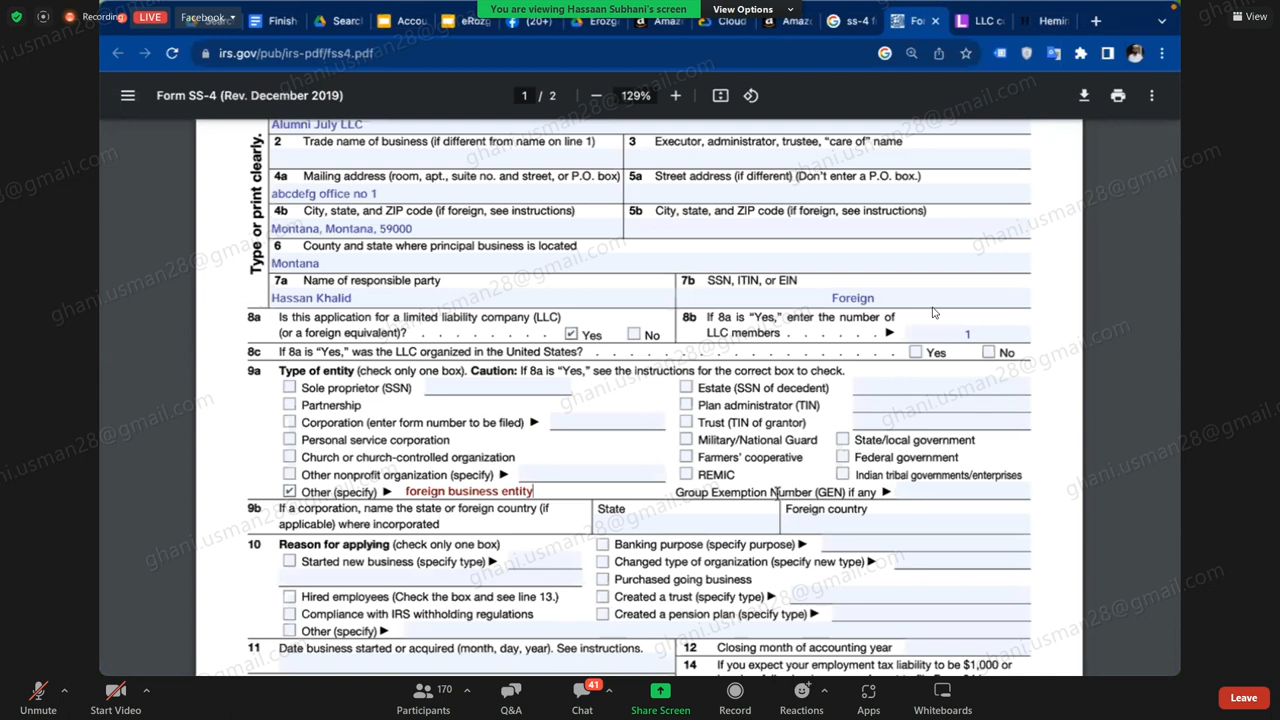 Recording LIVE Facebook You are viewing Hassaan Subhani's screen View Options View
Finish Searcl Searcl Accou eRo (20+) Erozg Amaz Cloud Amaz ss-4 f For LLC c Hemin
irs.gov/pub/irs-pdf/fss4.pdf
Form SS-4 (Rev. December 2019) 1 / 2 129%
Type or print clearly.
Alumni July LLC
2 Trade name of business (if different from name on line 1)
3 Executor, administrator, trustee, “care of” name
4a Mailing address (room, apt., suite no. and street, or P.O. box)
abcdefg office no 1
5a Street address (if different) (Don’t enter a P.O. box.)
4b City, state, and ZIP code (if foreign, see instructions)
Montana, Montana, 59000
5b City, state, and ZIP code (if foreign, see instructions)
6 County and state where principal business is located
Montana
7a Name of responsible party
Hassan Khalid
7b SSN, ITIN, or EIN
Foreign
8a Is this application for a limited liability company (LLC)
(or a foreign equivalent)? . . . . . . . . Yes No
8b If 8a is “Yes,” enter the number of
LLC members . . . . . . ▶ 1
8c If 8a is “Yes,” was the LLC organized in the United States? . . . . . . . . . . . . . . . . . . Yes No
9a Type of entity (check only one box). Caution: If 8a is “Yes,” see the instructions for the correct box to check.
Sole proprietor (SSN) Estate (SSN of decedent)
Partnership Plan administrator (TIN)
Corporation (enter form number to be filed) ▶ Trust (TIN of grantor)
Personal service corporation Military/National Guard State/local government
Church or church-controlled organization Farmers’ cooperative Federal government
Other nonprofit organization (specify) ▶ REMIC Indian tribal governments/enterprises
Other (specify) ▶ foreign business entity Group Exemption Number (GEN) if any ▶
9b If a corporation, name the state or foreign country (if
applicable) where incorporated
State Foreign country
10 Reason for applying (check only one box) Banking purpose (specify purpose) ▶
Started new business (specify type) ▶ Changed type of organization (specify new type) ▶
Purchased going business
Hired employees (Check the box and see line 13.) Created a trust (specify type) ▶
Compliance with IRS withholding regulations Created a pension plan (specify type) ▶
Other (specify) ▶
11 Date business started or acquired (month, day, year). See instructions. 12 Closing month of accounting year
14 If you expect your employment tax liability to be $1,000 or
ghani.usman28@gmail.com
Unmute Start Video 170 Participants Q&A 41 Chat Share Screen Record Reactions Apps Whiteboards Leave